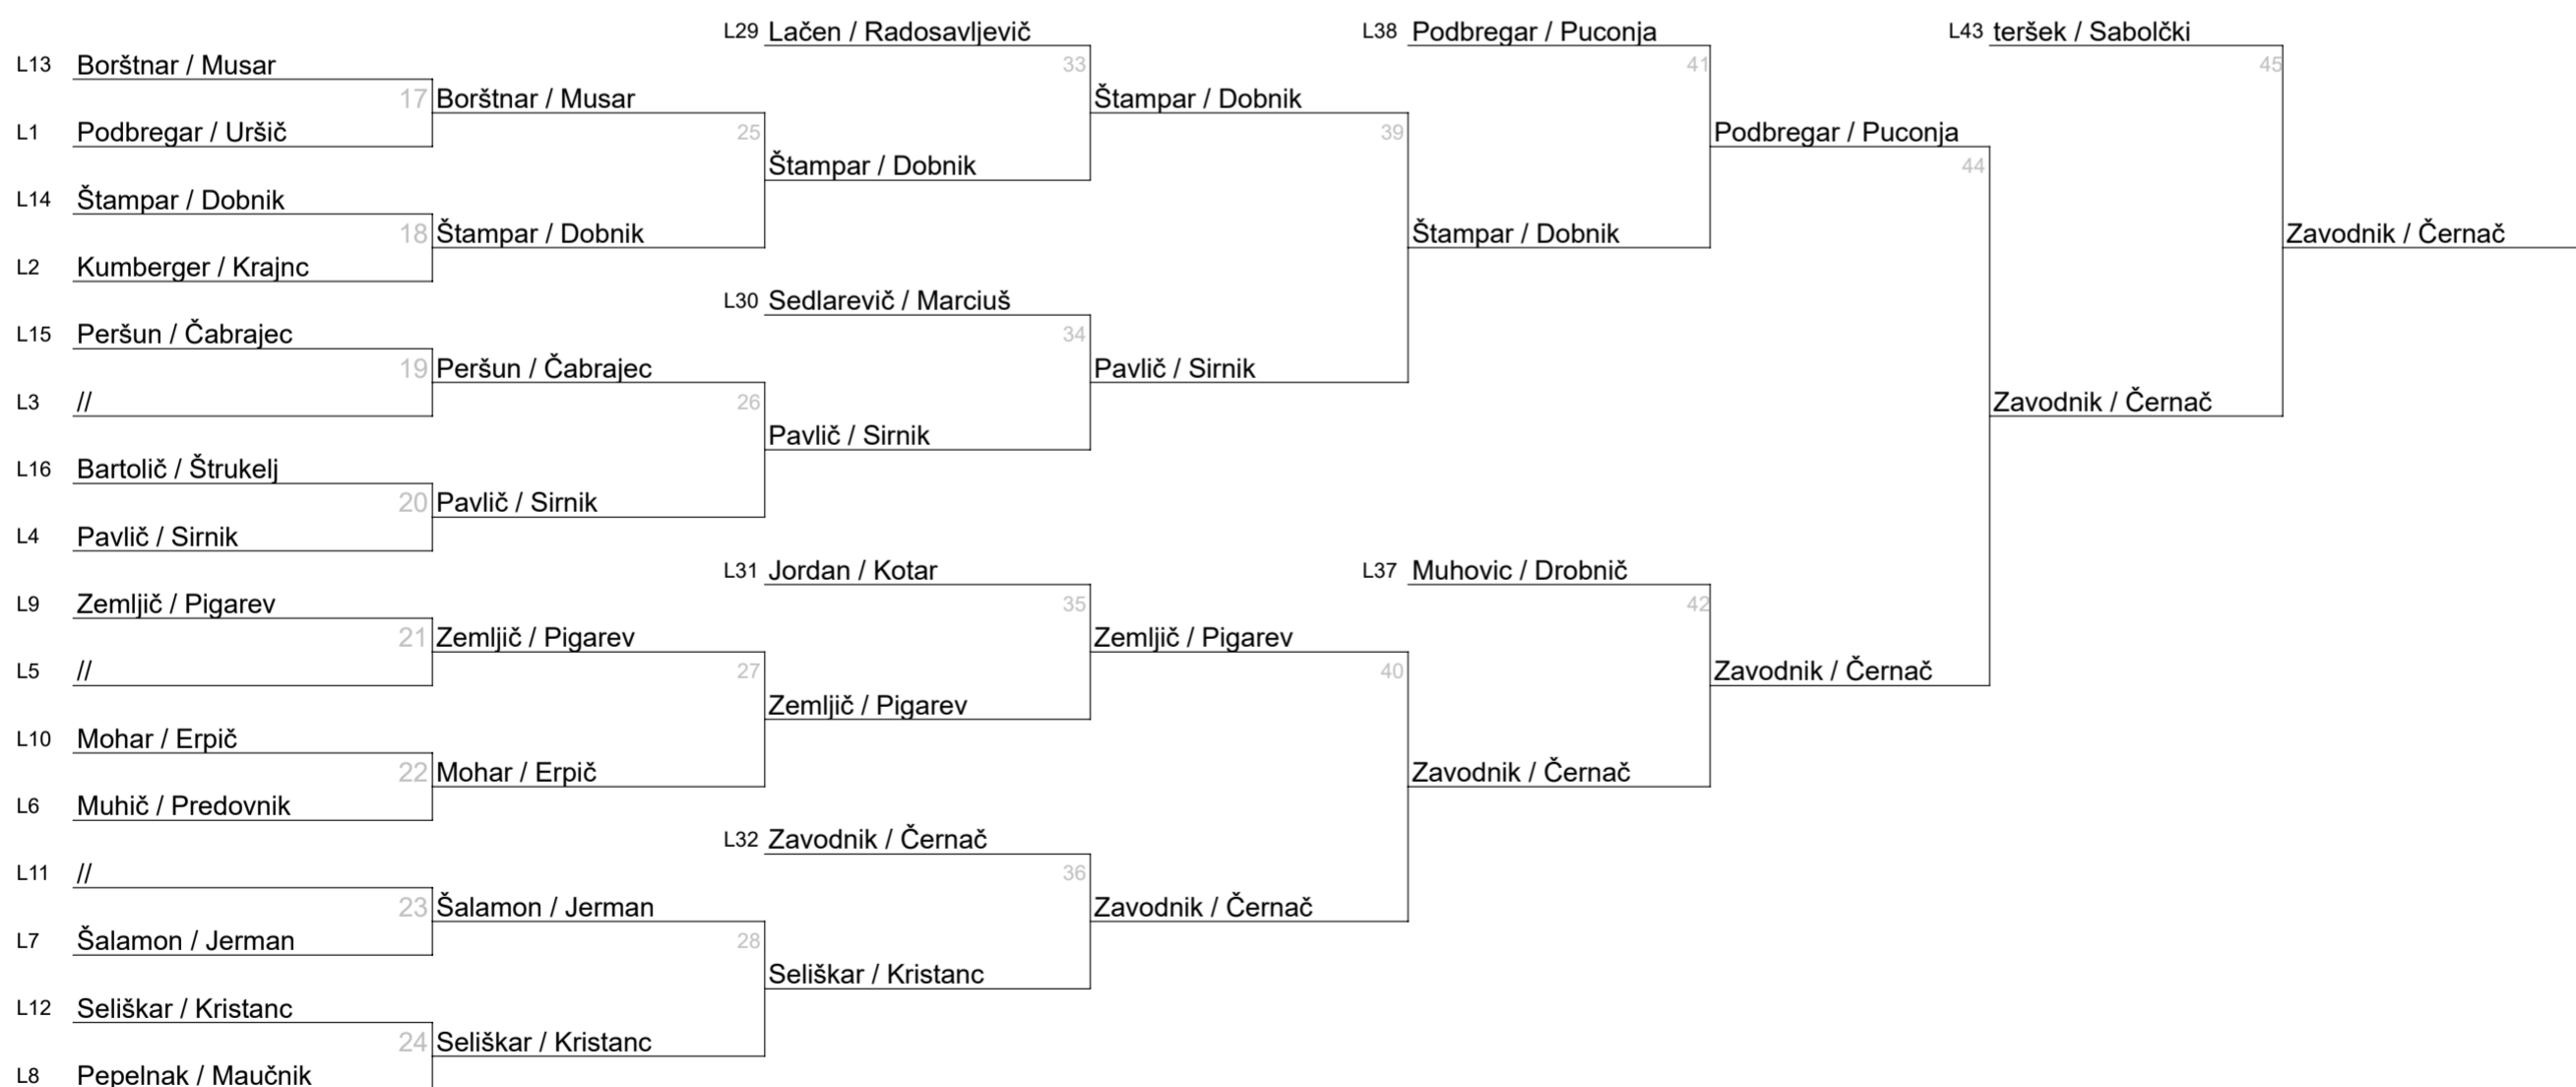 L29 Lačen / Radosavljevič
L38 Podbregar / Puconja
L43 teršek / Sabolčki
L13 Borštnar / Musar
33
41
45
17 Borštnar / Musar
Štampar / Dobnik
L1 Podbregar / Uršič
25
39
Podbregar / Puconja
Štampar / Dobnik
44
L14 Štampar / Dobnik
18 Štampar / Dobnik
Štampar / Dobnik
Zavodnik / Černač
L2 Kumberger / Krajnc
L30 Sedlarevič / Marciuš
L15 Peršun / Čabrajec
34
19 Peršun / Čabrajec
Pavlič / Sirnik
L3 //
26
Zavodnik / Černač
Pavlič / Sirnik
L16 Bartolič / Štrukelj
20 Pavlič / Sirnik
L4 Pavlič / Sirnik
L31 Jordan / Kotar
L37 Muhovic / Drobnič
L9 Zemljič / Pigarev
35
42
21 Zemljič / Pigarev
Zemljič / Pigarev
L5 //
27
40
Zavodnik / Černač
Zemljič / Pigarev
L10 Mohar / Erpič
22 Mohar / Erpič
Zavodnik / Černač
L6 Muhič / Predovnik
L32 Zavodnik / Černač
L11 //
36
23 Šalamon / Jerman
Zavodnik / Černač
L7 Šalamon / Jerman
28
Seliškar / Kristanc
L12 Seliškar / Kristanc
24 Seliškar / Kristanc
L8 Pepelnak / Maučnik